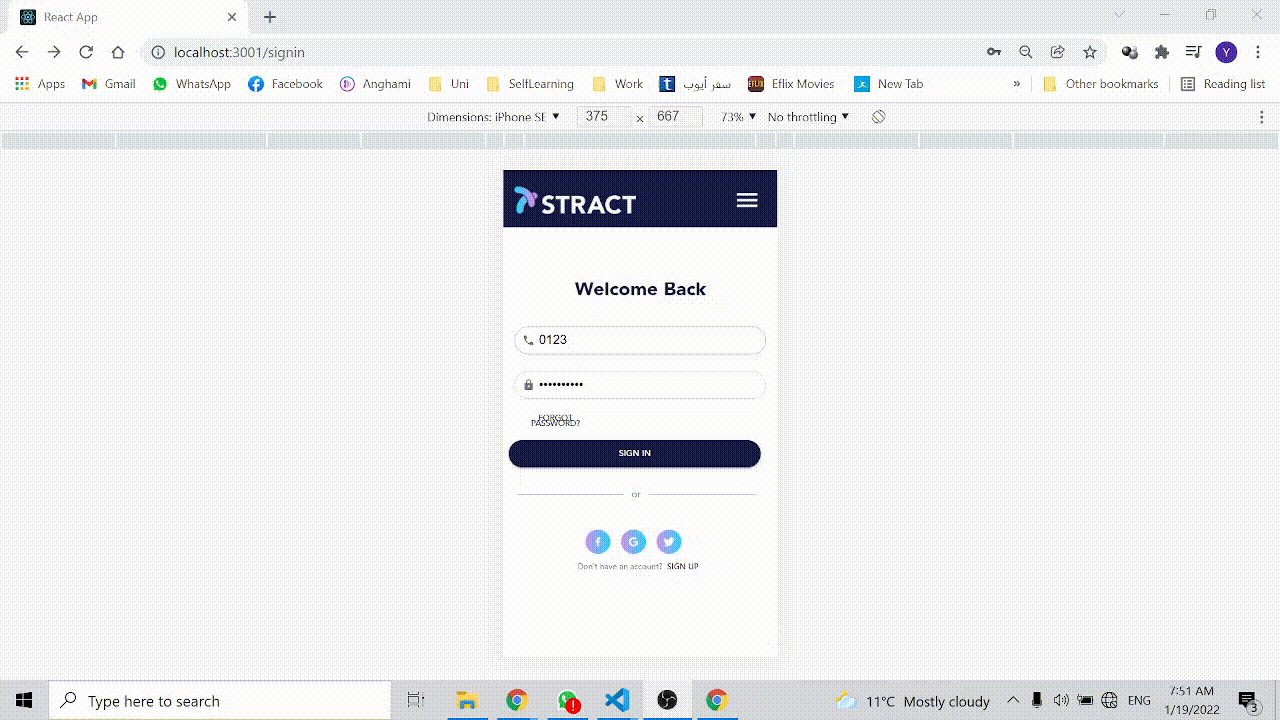 React App
localhost:3001/signin
Apps Gmail WhatsApp Facebook Anghami Uni SelfLearning Work سفر أيوب Eflix Movies New Tab » Other bookmarks Reading list
Dimensions: iPhone SE 375 × 667 73% No throttling
STRACT
Welcome Back
0123
••••••••••
FORGOT
PASSWORD?
SIGN IN
or
Don't have an account? SIGN UP
Type here to search
11°C Mostly cloudy
ENG
7:51 AM
1/19/2022
3